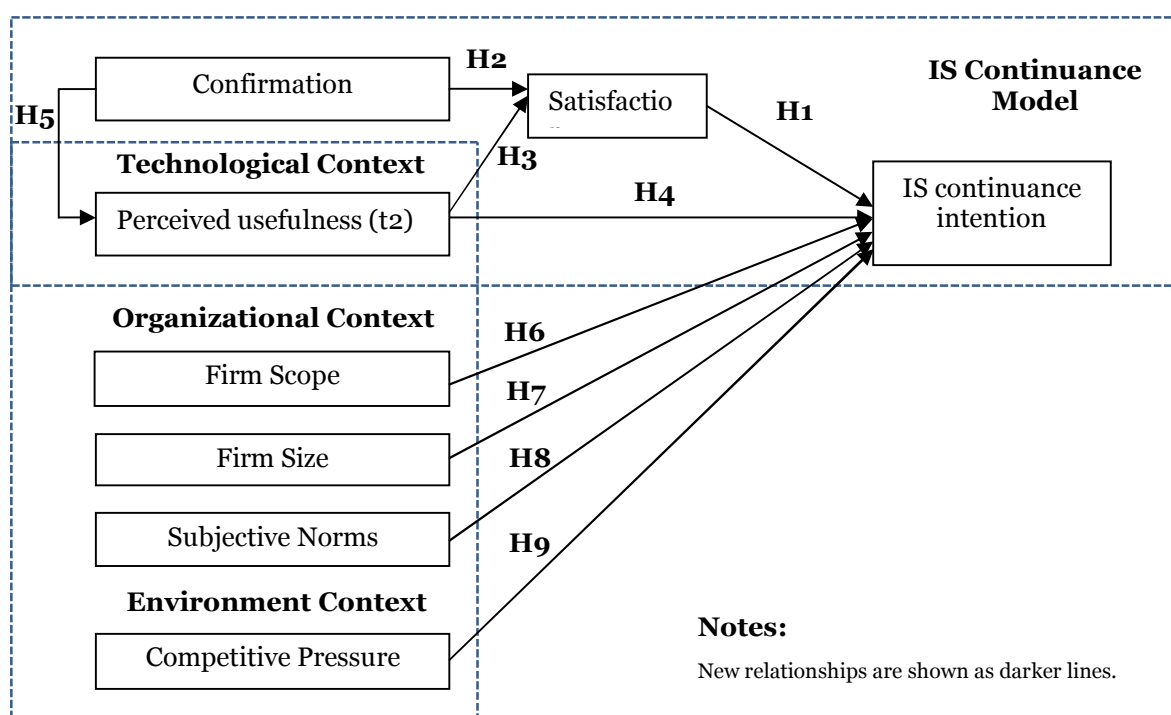 H2
Confirmation
IS Continuance
Model
Satisfactio
H1
H5
H3
Technological Context
Perceived usefulness (t2)
H4
IS continuance
intention
Organizational Context
H6
Firm Scope
H7
Firm Size
H8
Subjective Norms
H9
Environment Context
Competitive Pressure
Notes:
New relationships are shown as darker lines.